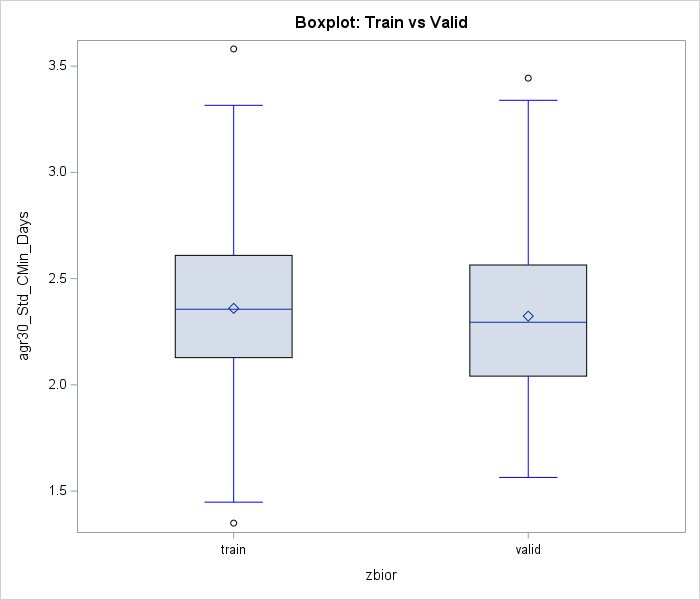 Boxplot: Train vs Valid
agr30_Std_CMin_Days
3.5
3.0
2.5
2.0
1.5
train
valid
zbior